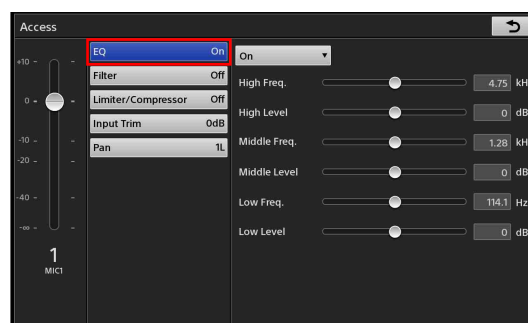 Access
+10 -
0 -
-10 -
-20 -
-40 -
-∞ -
1
MIC1
EQ On
Filter Off
Limiter/Compressor Off
Input Trim 0dB
Pan 1L
On
High Freq. 4.75 kH
High Level 0 dB
Middle Freq. 1.28 kH
Middle Level 0 dB
Low Freq. 114.1 Hz
Low Level 0 dB